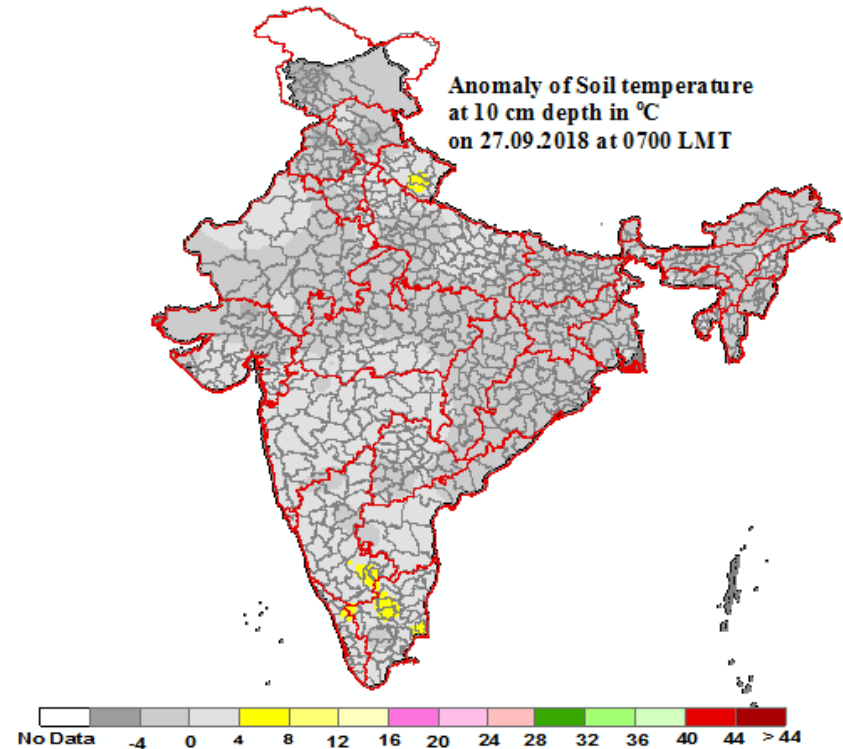 Anomaly of Soil temperature
at 10 cm depth in °C
on 27.09.2018 at 0700 LMT
No Data -4 0 4 8 12 16 20 24 28 32 36 40 44 > 44